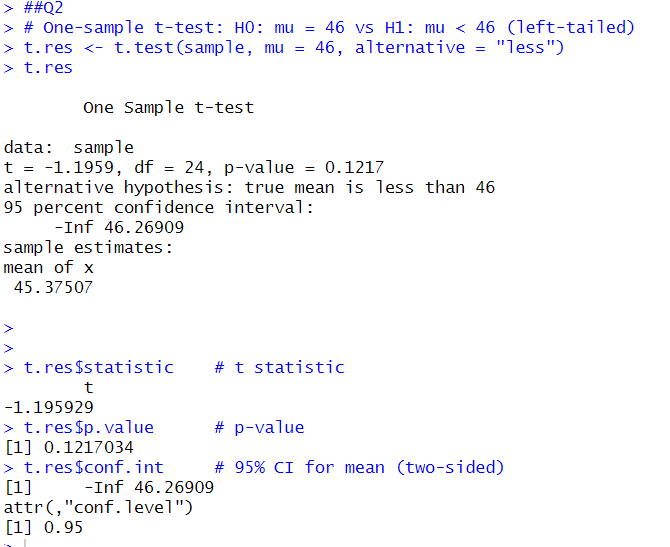 > ##Q2
> # One-sample t-test: H0: mu = 46 vs H1: mu < 46 (left-tailed)
> t.res <- t.test(sample, mu = 46, alternative = "less")
> t.res
One Sample t-test
data:  sample
t = -1.1959, df = 24, p-value = 0.1217
alternative hypothesis: true mean is less than 46
95 percent confidence interval:
-Inf 46.26909
sample estimates:
mean of x
45.37507
>
>
> t.res$statistic    # t statistic
t
-1.195929
> t.res$p.value      # p-value
[1] 0.1217034
> t.res$conf.int     # 95% CI for mean (two-sided)
[1]     -Inf 46.26909
attr(,"conf.level")
[1] 0.95
>